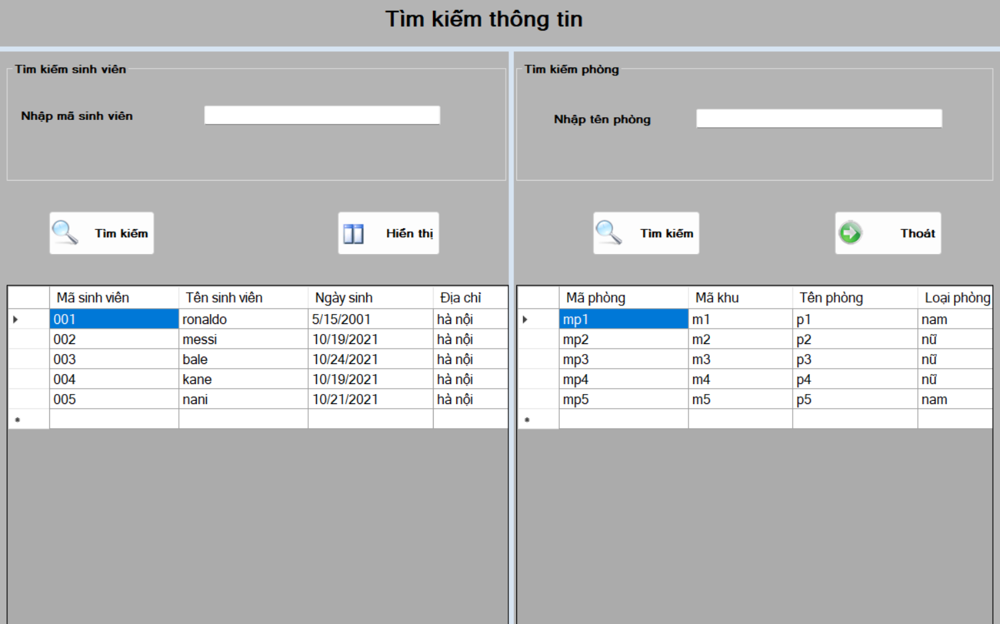 Tìm kiếm thông tin
Tìm kiếm sinh viên
Nhập mã sinh viên
Tìm kiếm
Hiển thị
Mã sinh viên Tên sinh viên Ngày sinh Địa chỉ
001 ronaldo 5/15/2001 hà nội
002 messi 10/19/2021 hà nội
003 bale 10/24/2021 hà nội
004 kane 10/19/2021 hà nội
005 nani 10/21/2021 hà nội
Tìm kiếm phòng
Nhập tên phòng
Tìm kiếm
Thoát
Mã phòng Mã khu Tên phòng Loại phòng
mp1 m1 p1 nam
mp2 m2 p2 nữ
mp3 m3 p3 nữ
mp4 m4 p4 nữ
mp5 m5 p5 nam